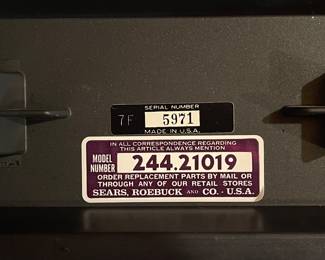 SERIAL NUMBER
7F 5971
MADE IN U.S.A.
IN ALL CORRESPONDENCE REGARDING
THIS ARTICLE ALWAYS MENTION
MODEL NUMBER 244.21019
ORDER REPLACEMENT PARTS BY MAIL OR
THROUGH ANY OF OUR RETAIL STORES
SEARS, ROEBUCK AND CO. - U.S.A.